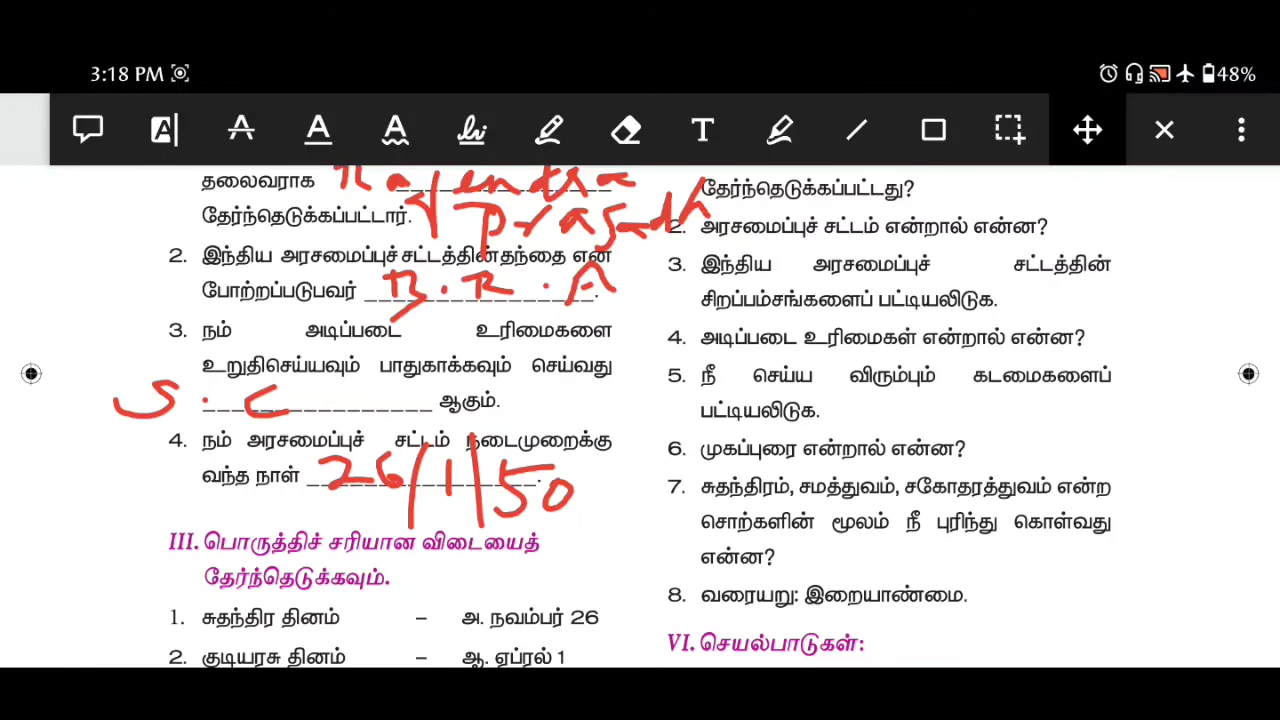 3:18 PM
48%
தலைவராக Rajentra
தேர்ந்தெடுக்கப்பட்டார். prasadh
2. இந்திய அரசமைப்புச் சட்டத்தின் தந்தை என
போற்றப்படுபவர் B.R.A.
3. நம் அடிப்படை உரிமைகளை
உறுதிசெய்யவும் பாதுகாக்கவும் செய்வது
S.C ஆகும்.
4. நம் அரசமைப்புச் சட்டம் நடைமுறைக்கு
வந்த நாள் 26/1/50.
III. பொருத்திச் சரியான விடையைத்
தேர்ந்தெடுக்கவும்.
1. சுதந்திர தினம் – அ. நவம்பர் 26
2. குடியரசு தினம் – ஆ. ஏப்ரல் 1
தேர்ந்தெடுக்கப்பட்டது?
2. அரசமைப்புச் சட்டம் என்றால் என்ன?
3. இந்திய அரசமைப்புச் சட்டத்தின்
சிறப்பம்சங்களைப் பட்டியலிடுக.
4. அடிப்படை உரிமைகள் என்றால் என்ன?
5. நீ செய்ய விரும்பும் கடமைகளைப்
பட்டியலிடுக.
6. முகப்புரை என்றால் என்ன?
7. சுதந்திரம், சமத்துவம், சகோதரத்துவம் என்ற
சொற்களின் மூலம் நீ புரிந்து கொள்வது
என்ன?
8. வரையறு: இறையாண்மை.
VI. செயல்பாடுகள்: